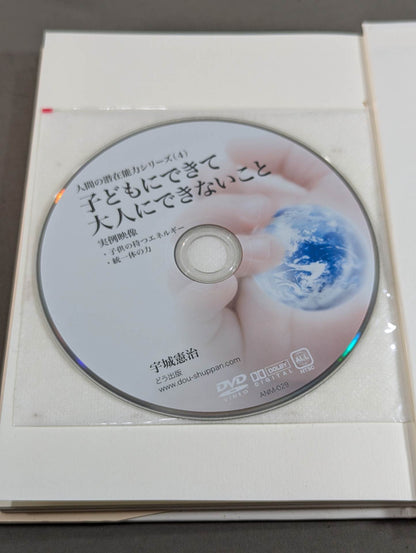 人間の潜在能力シリーズ〈4〉
子どもにできて
大人にできないこと
実例映像
・子供の持つエネルギー
・統一体の力
宇城憲治
どう出版
www.dou-shuppan.com
DVD
VIDEO
DOLBY
DIGITAL
ALL
NTSC
ANM-029